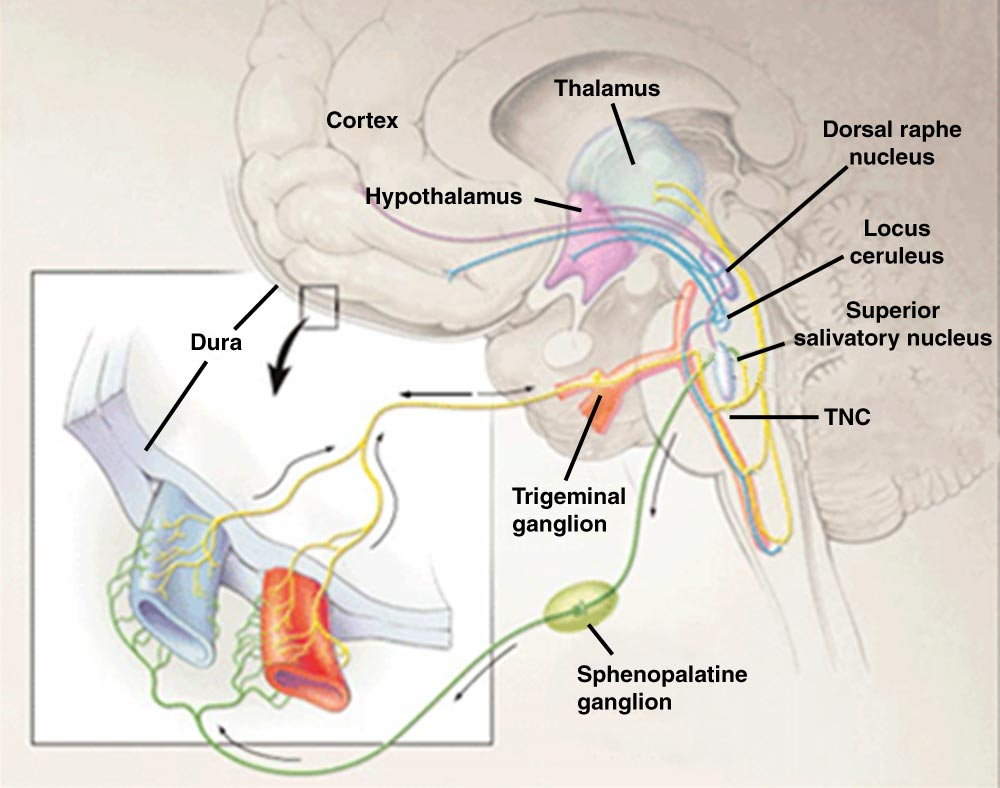 Thalamus
Cortex
Dorsal raphe
nucleus
Hypothalamus
Locus
ceruleus
Superior
salivatory nucleus
Dura
TNC
Trigeminal
ganglion
Sphenopalatine
ganglion